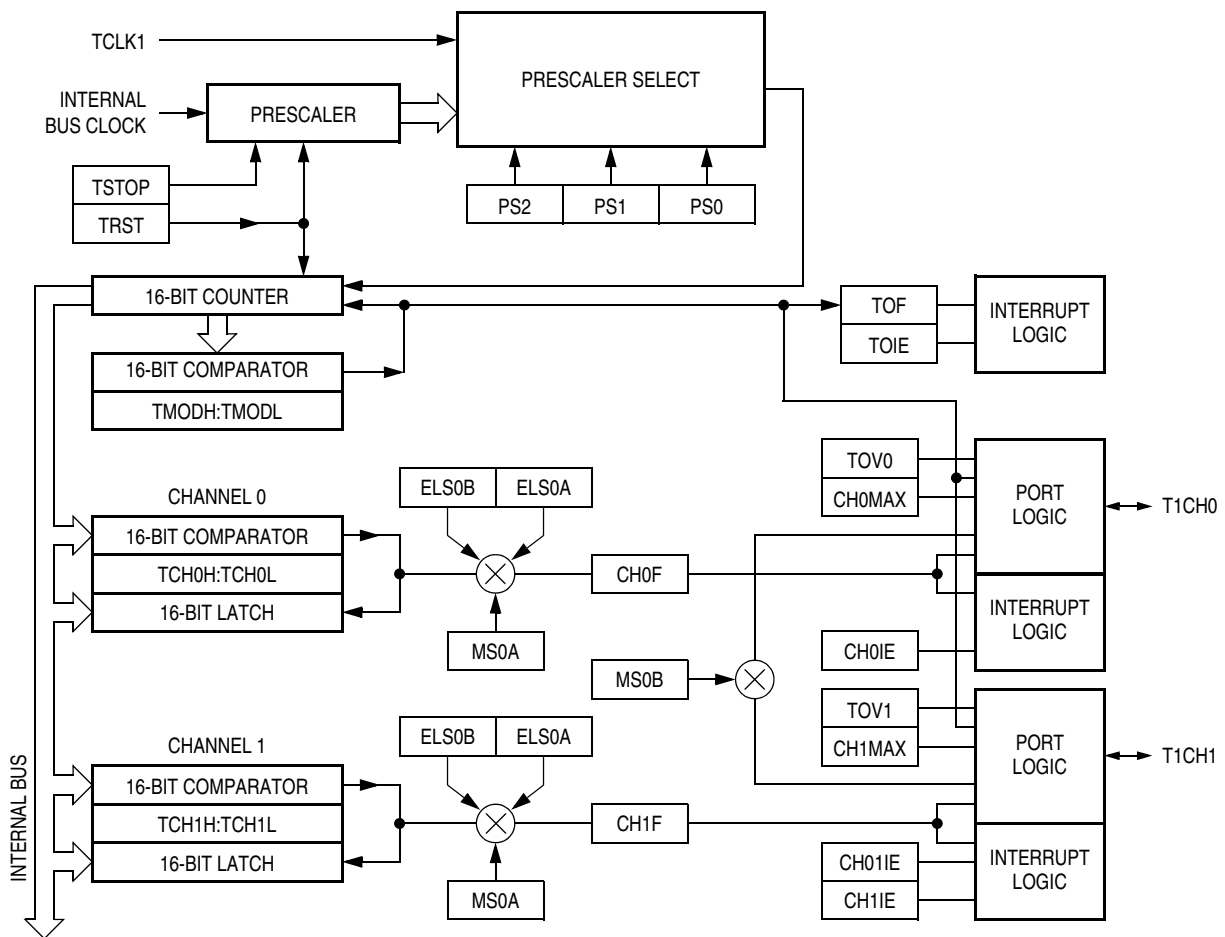 TCLK1
PRESCALER SELECT
INTERNAL
BUS CLOCK
PRESCALER
TSTOP
TRST
PS2
PS1
PS0
16-BIT COUNTER
TOF
TOIE
INTERRUPT
LOGIC
16-BIT COMPARATOR
TMODH:TMODL
CHANNEL 0
ELS0B
ELS0A
TOV0
CH0MAX
PORT
LOGIC
T1CH0
16-BIT COMPARATOR
TCH0H:TCH0L
16-BIT LATCH
CH0F
MS0A
INTERRUPT
LOGIC
CH0IE
MS0B
CHANNEL 1
ELS0B
ELS0A
TOV1
CH1MAX
PORT
LOGIC
T1CH1
16-BIT COMPARATOR
TCH1H:TCH1L
16-BIT LATCH
CH1F
MS0A
CH01IE
CH1IE
INTERRUPT
LOGIC
INTERNAL BUS